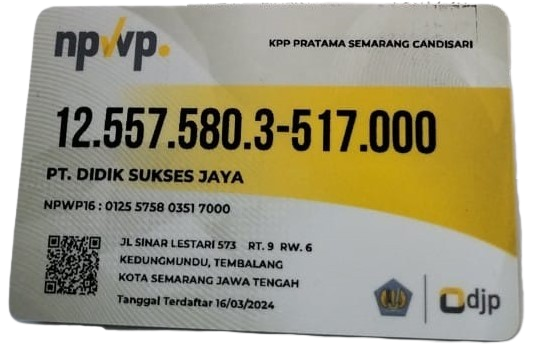 npwp.
KPP PRATAMA SEMARANG CANDISARI
12.557.580.3-517.000
PT. DIDIK SUKSES JAYA
NPWP16 : 0125 5758 0351 7000
JL SINAR LESTARI 573 RT. 9 RW. 6
KEDUNGMUNDU, TEMBALANG
KOTA SEMARANG JAWA TENGAH
Tanggal Terdaftar 16/03/2024
djp